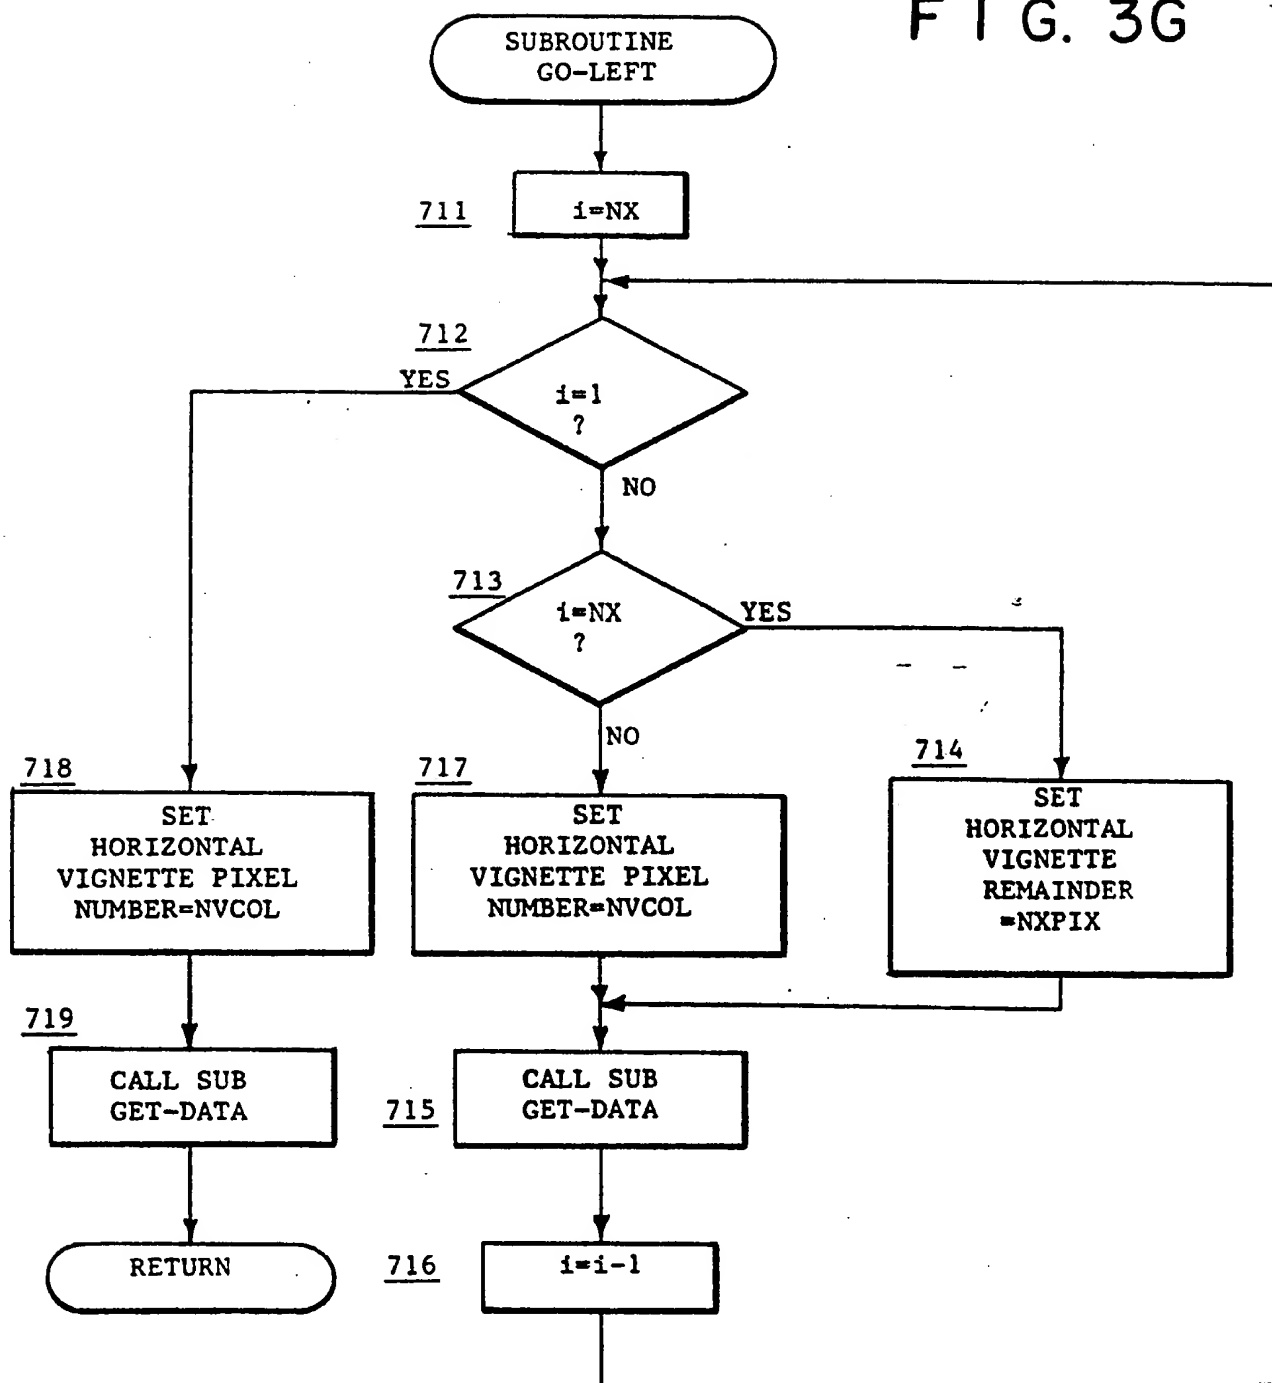 FIG. 3G
SUBROUTINE
GO-LEFT
711
i=NX
712
YES
i=1
?
NO
713
i=NX
?
YES
NO
718
SET
HORIZONTAL
VIGNETTE PIXEL
NUMBER=NVCOL
717
SET
HORIZONTAL
VIGNETTE PIXEL
NUMBER=NVCOL
714
SET
HORIZONTAL
VIGNETTE
REMAINDER
=NXPIX
719
CALL SUB
GET-DATA
715
CALL SUB
GET-DATA
RETURN
716
i=i-1